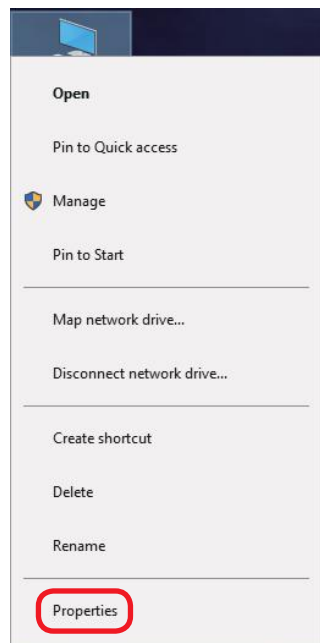 Open
Pin to Quick access
Manage
Pin to Start
Map network drive...
Disconnect network drive...
Create shortcut
Delete
Rename
Properties